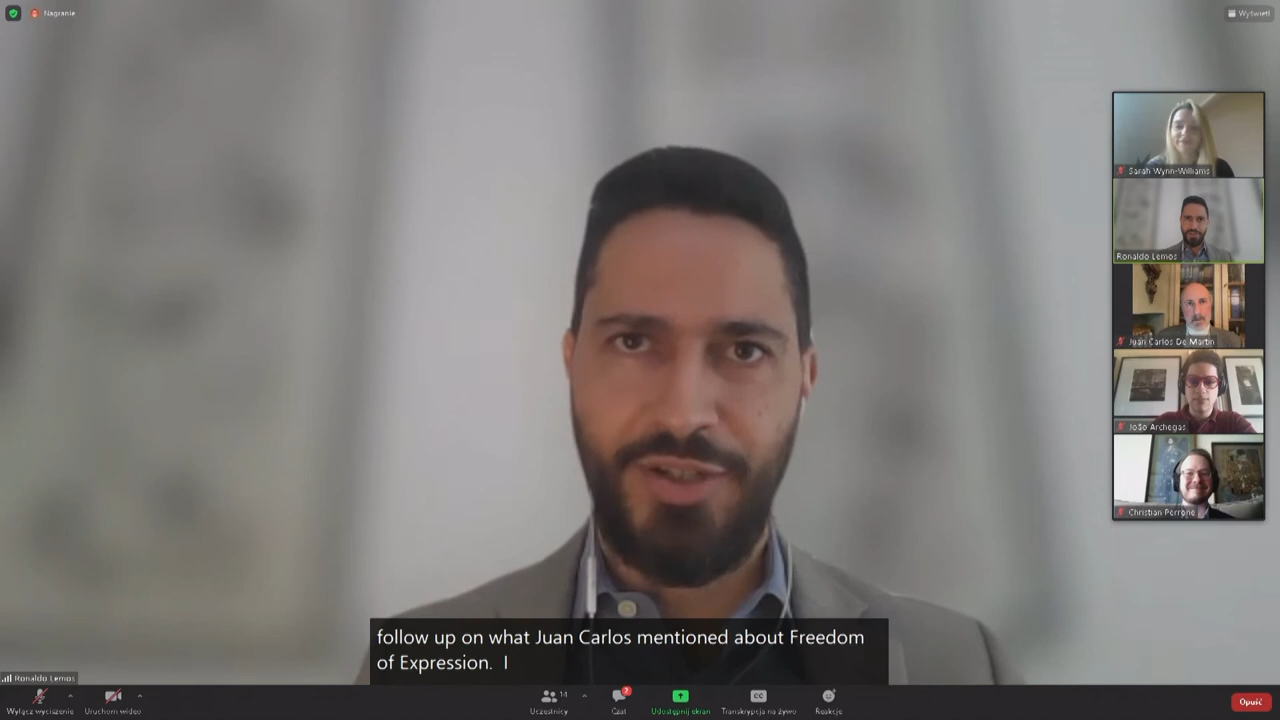 Nagranie
Wyświetl
Sarah Wynn-Williams
Ronaldo Lemos
Juan Carlos De Martin
João Archegas
Christian Perrone
follow up on what Juan Carlos mentioned about Freedom
of Expression. I
Ronaldo Lemos
14
2
CC
Wyłącz wyciszenie
Uruchom wideo
Uczestnicy
Czat
Udostępnij ekran
Transkrypcja na żywo
Reakcje
Opuść